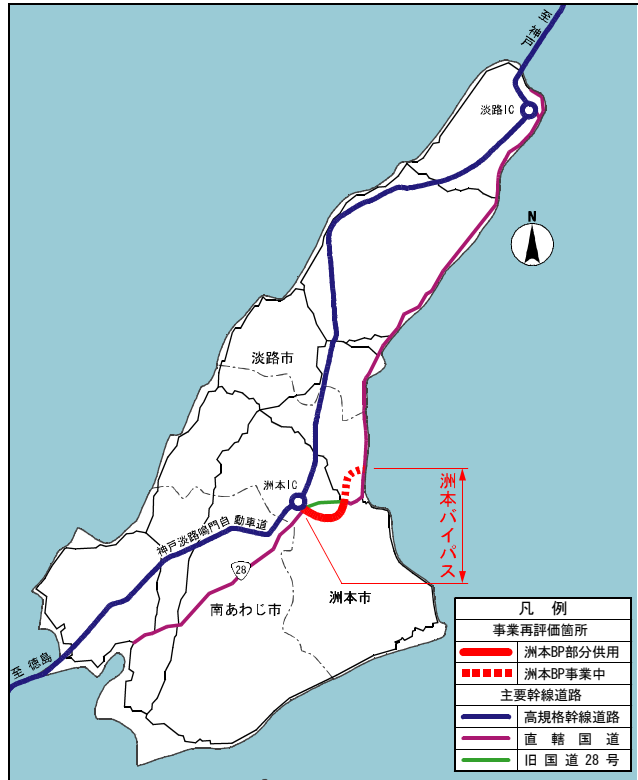 至 神戸
淡路IC
N
淡路市
洲本IC
神戸淡路鳴門自動車道
洲本バイパス
28
南あわじ市
洲本市
至 徳島
凡 例
事業再評価箇所
洲本BP部分供用
洲本BP事業中
主要幹線道路
高規格幹線道路
直 轄 国 道
旧 国 道 28 号